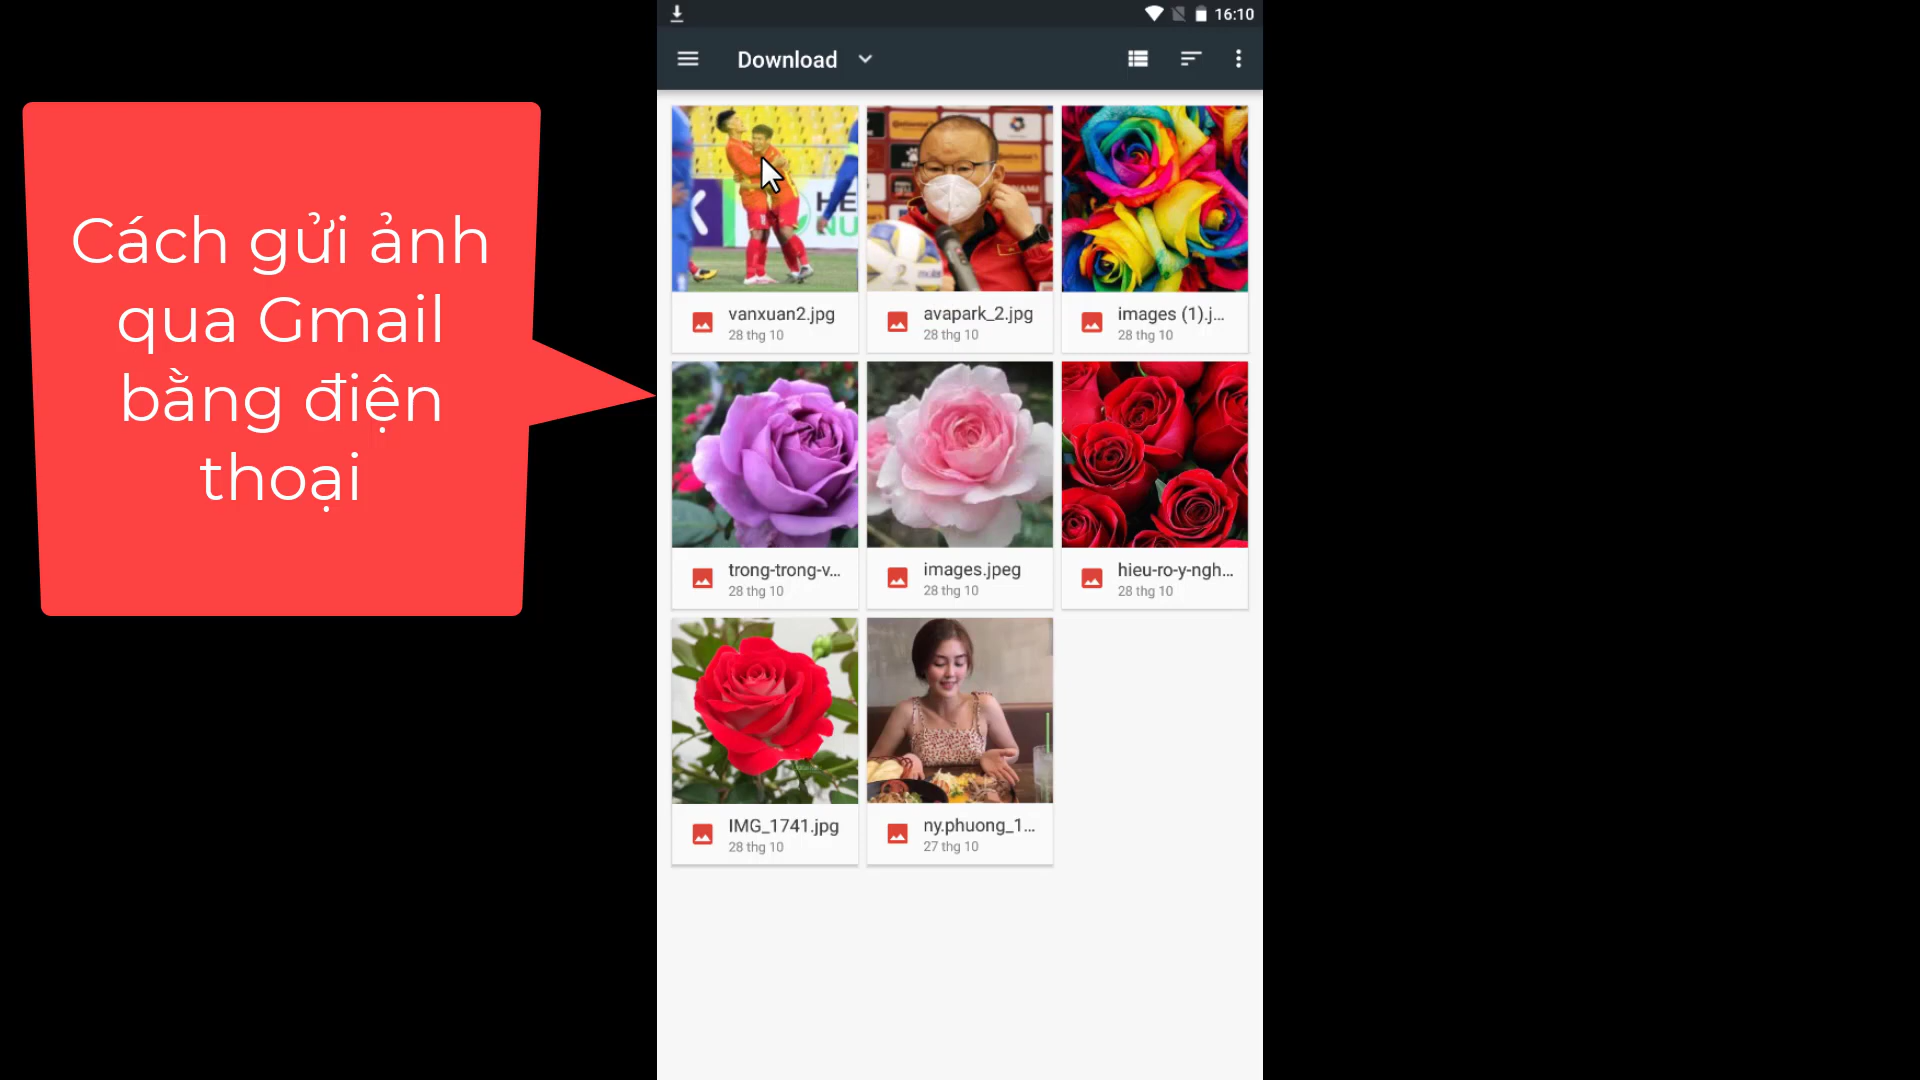 16:10
Download
Cách gửi ảnh
qua Gmail
bằng điện
thoại
vanxuan2.jpg
28 thg 10
avapark_2.jpg
28 thg 10
images (1).j...
28 thg 10
trong-trong-v...
28 thg 10
images.jpeg
28 thg 10
hieu-ro-y-ngh...
28 thg 10
IMG_1741.jpg
28 thg 10
ny.phuong_1...
27 thg 10